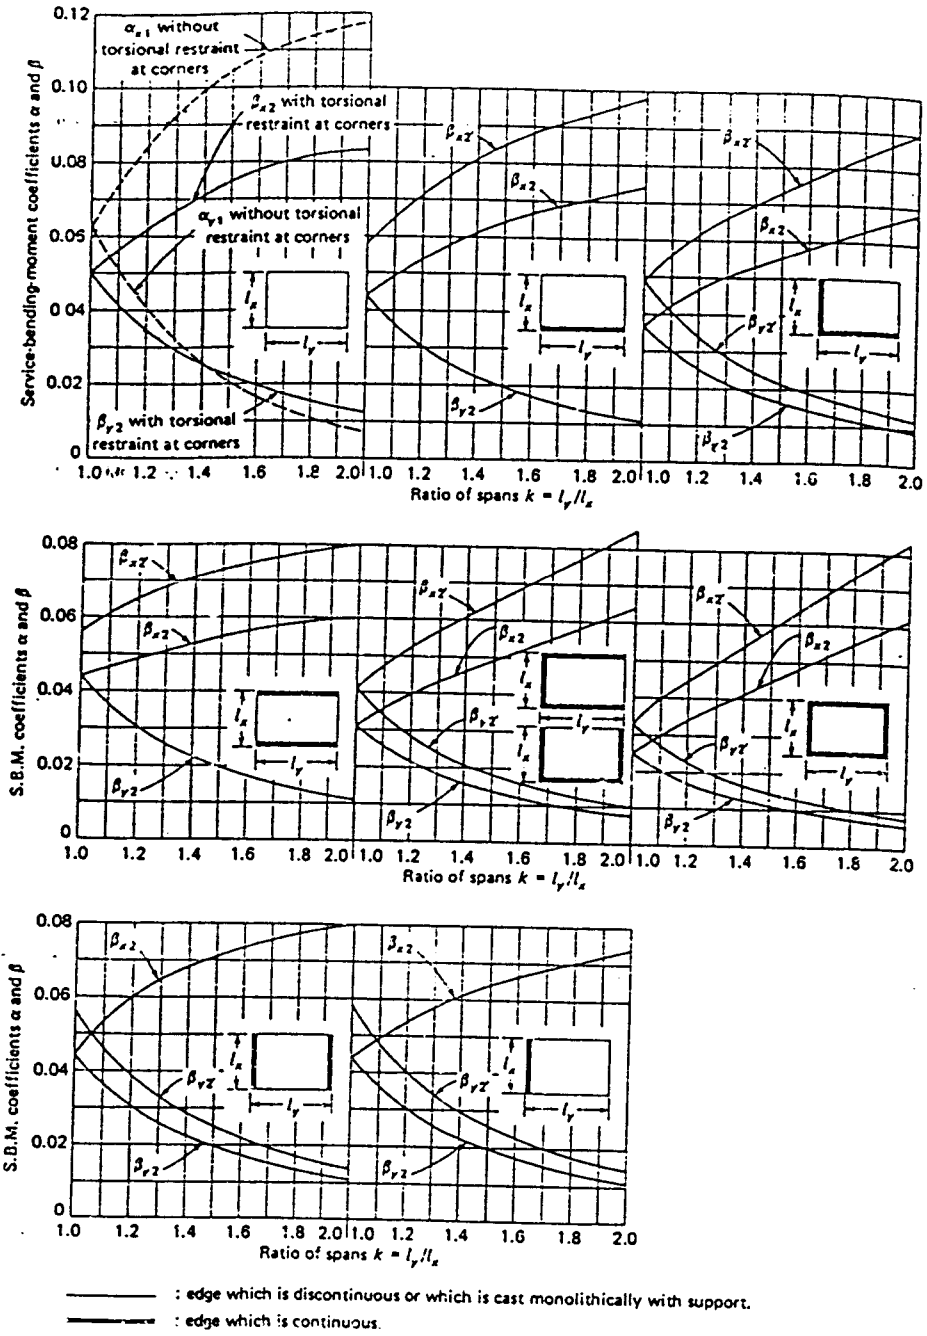 0.12
0.10
0.08
0.06
0.04
0.02
0
Service-bending-moment coefficients α and β
αx1 without
torsional restraint
at corners
βx2 with torsional
restraint at corners
αy1 without torsional
restraint at corners
βy2 with torsional
restraint at corners
lx
ly
βx2'
βx2
βy2
lx
ly
βx2'
βx2
βy2'
βy2
lx
ly
1.0 1.2 1.4 1.6 1.8 2.0 1.0 1.2 1.4 1.6 1.8 2.0 1.0 1.2 1.4 1.6 1.8 2.0
Ratio of spans k = ly/lx
0.08
0.06
0.04
0.02
0
S.B.M. coefficients α and β
βx2'
βx2
βy2
lx
ly
βx2'
βx2
βy2'
βy2
lx
ly
lx
βx2'
βx2
βy2'
βy2
lx
ly
1.0 1.2 1.4 1.6 1.8 2.0 1.0 1.2 1.4 1.6 1.8 2.0 1.0 1.2 1.4 1.6 1.8 2.0
Ratio of spans k = ly/lx
0.08
0.06
0.04
0.02
0
S.B.M. coefficients α and β
βx2
βy2'
βy2
lx
ly
βx2
βy2'
βy2
lx
ly
1.0 1.2 1.4 1.6 1.8 2.0 1.0 1.2 1.4 1.6 1.8 2.0
Ratio of spans k = ly/lx
: edge which is discontinuous or which is cast monolithically with support.
: edge which is continuous.